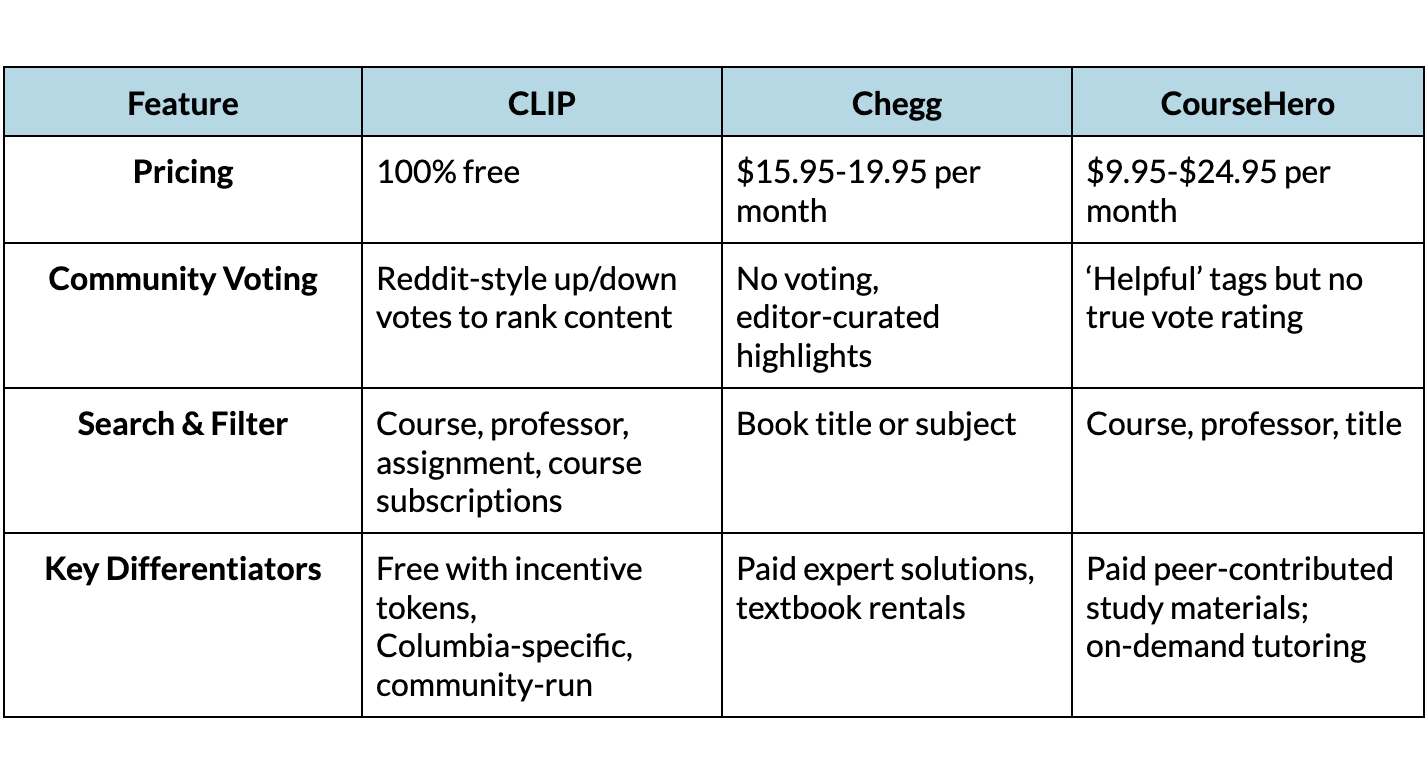 Feature CLIP Chegg CourseHero
Pricing
100% free
$15.95-19.95 per
month
$9.95-$24.95 per
month
Community Voting
Reddit-style up/down
votes to rank content
No voting,
editor-curated
highlights
‘Helpful’ tags but no
true vote rating
Search & Filter
Course, professor,
assignment, course
subscriptions
Book title or subject
Course, professor, title
Key Differentiators
Free with incentive
tokens,
Columbia-specific,
community-run
Paid expert solutions,
textbook rentals
Paid peer-contributed
study materials;
on-demand tutoring